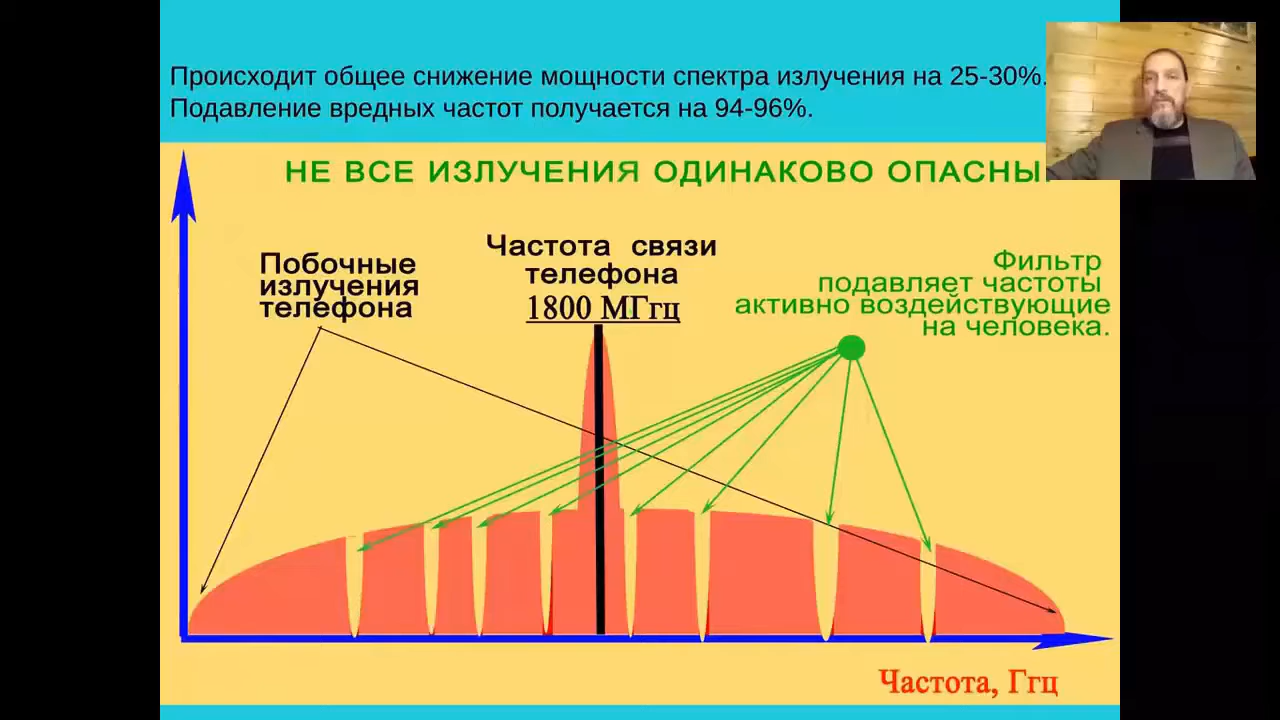 Происходит общее снижение мощности спектра излучения на 25-30%.
Подавление вредных частот получается на 94-96%.
НЕ ВСЕ ИЗЛУЧЕНИЯ ОДИНАКОВО ОПАСНЫ.
Побочные
излучения
телефона
Частота связи
телефона
1800 МГгц
Фильтр
подавляет частоты
активно воздействующие
на человека.
Частота, Ггц